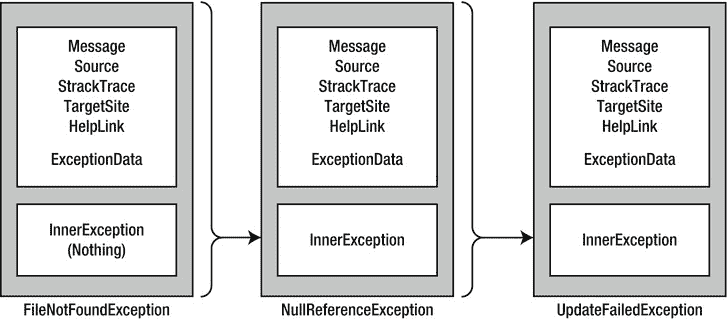 Message
Source
StrackTrace
TargetSite
HelpLink
ExceptionData
InnerException
(Nothing)
FileNotFoundException
Message
Source
StrackTrace
TargetSite
HelpLink
ExceptionData
InnerException
NullReferenceException
Message
Source
StrackTrace
TargetSite
HelpLink
ExceptionData
InnerException
UpdateFailedException